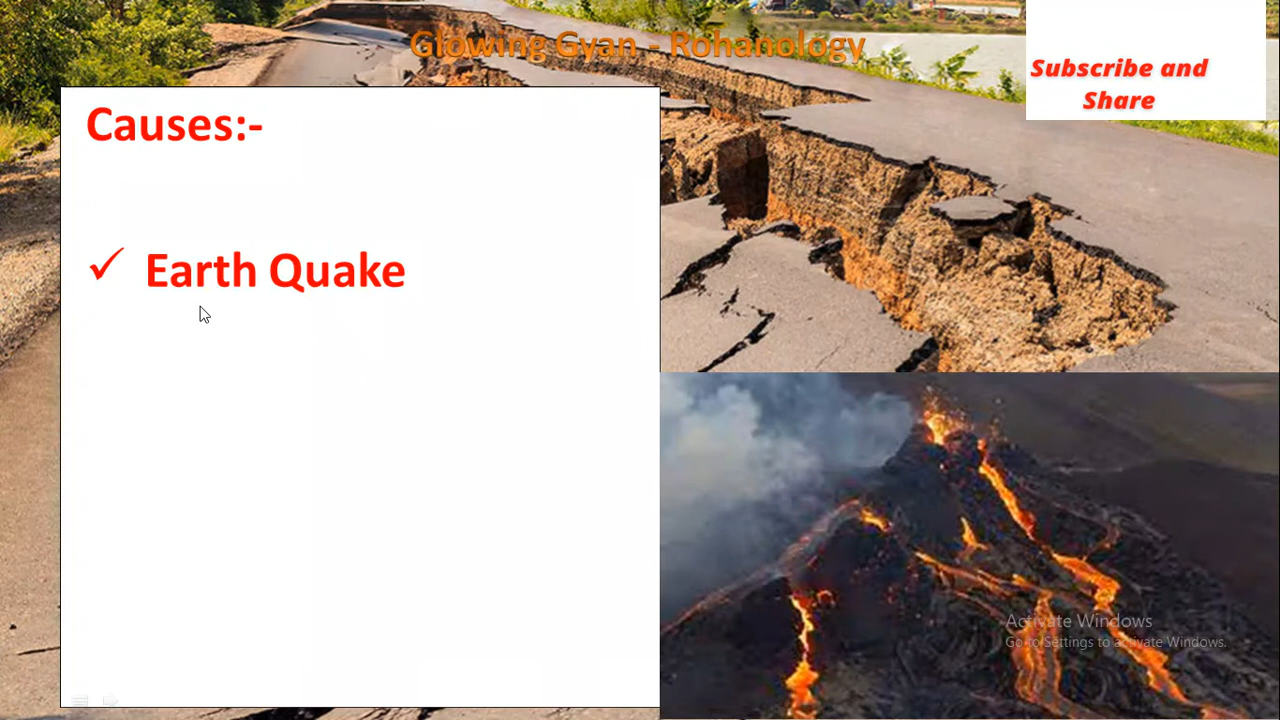 Glowing Gyan - Rohanology
Subscribe and
Share
Causes:-
✓ Earth Quake
Activate Windows
Go to Settings to activate Windows.